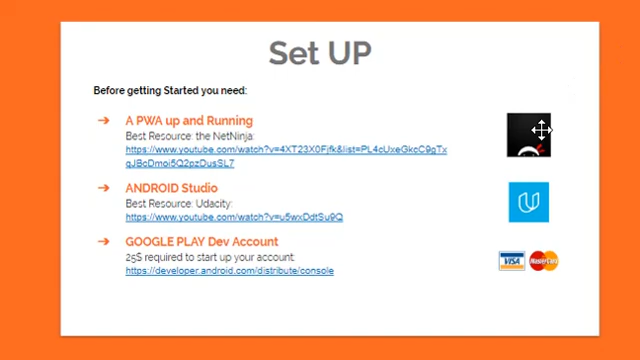 Set UP
Before getting Started you need:
A PWA up and Running
Best Resource: the NetNinja:
https://www.youtube.com/watch?v=4XT23X0Fjfk&list=PL4cUxeGkcC9gTx
qJBcDmoi5Q2pzDusSL7
ANDROID Studio
Best Resource: Udacity:
https://www.youtube.com/watch?v=u5wxDdtSu9Q
GOOGLE PLAY Dev Account
25$ required to start up your account:
https://developer.android.com/distribute/console
VISA
MasterCard